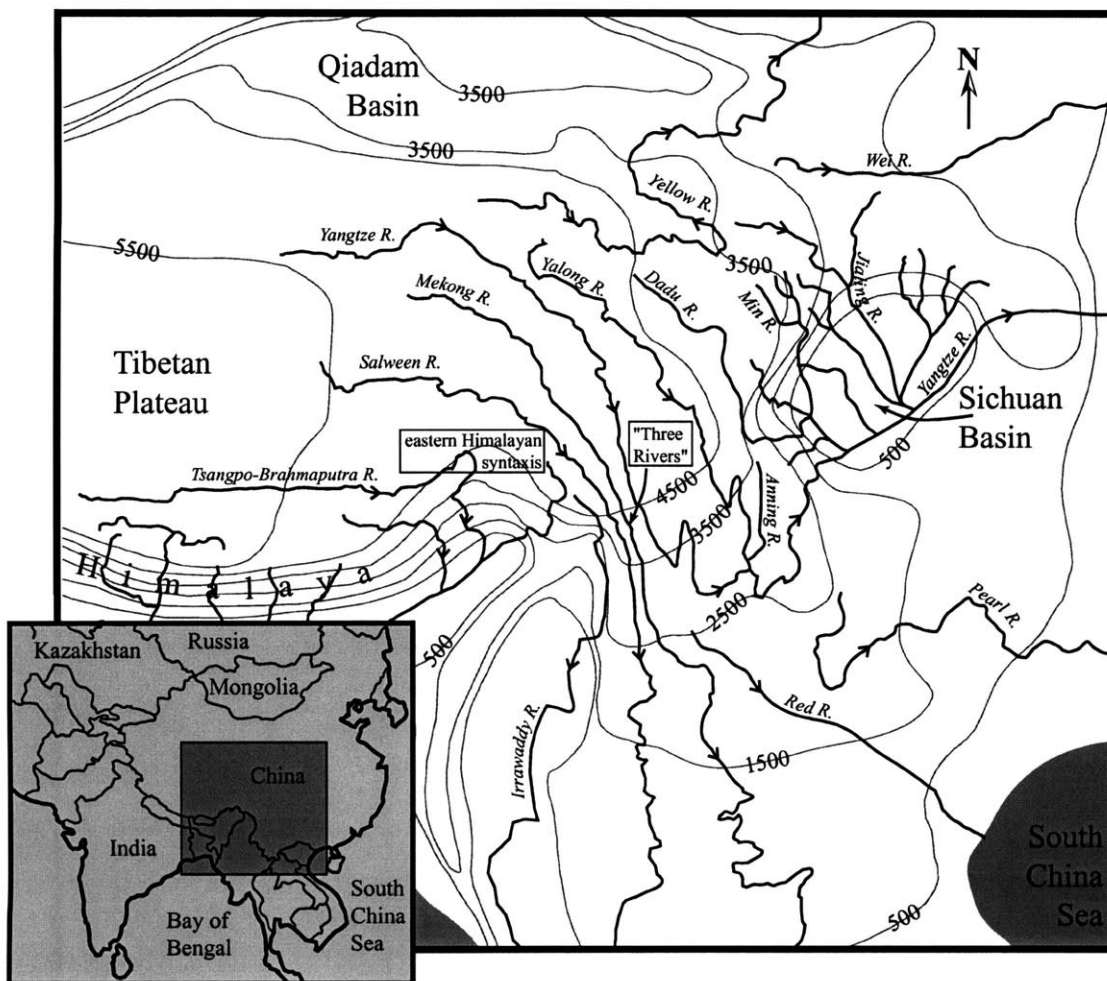 Qiadam
Basin
3500
N
3500
Wei R.
Yellow R.
Yangtze R.
5500
3500
Yalong R.
Mekong R.
Dadu R.
Min R.
Jialing R.
Tibetan
Plateau
Salween R.
Yangtze R.
Sichuan
Basin
eastern Himalayan
syntaxis
"Three
Rivers"
500
Tsangpo-Brahmaputra R.
4500
3500
Anning R.
Himalaya
2500
Pearl R.
500
Red R.
Irrawaddy R.
1500
South
China
Sea
500
Kazakhstan
Russia
Mongolia
China
India
South
China
Sea
Bay of
Bengal